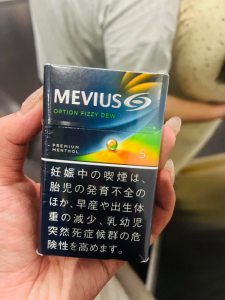 MEVIUS
OPTION FIZZY DEW
PREMIUM
MENTHOL
5
妊娠中の喫煙は、
胎児の発育不全の
ほか、早産や出生体
重の減少、乳幼児
突然死症候群の危
険性を高めます。